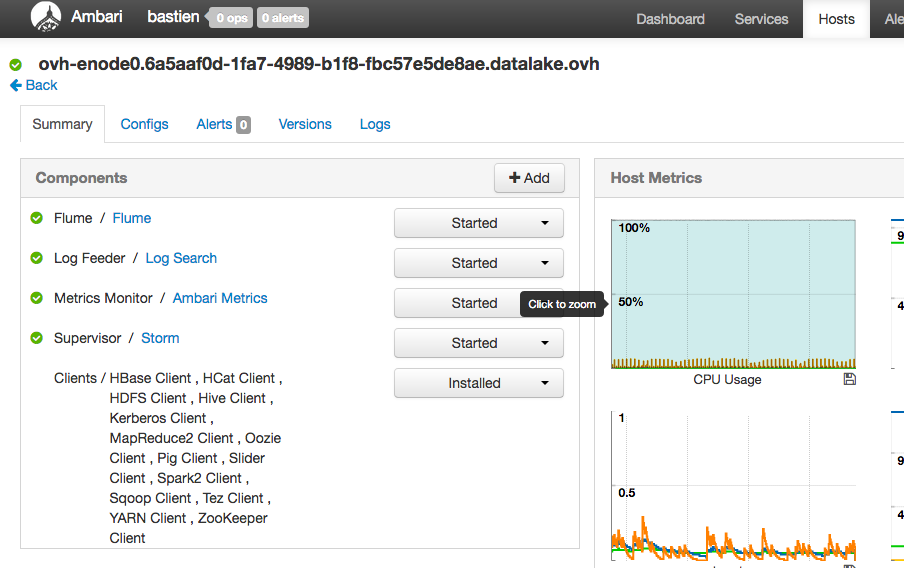 Ambari bastien 0 ops 0 alerts Dashboard Services Hosts Ale
ovh-enode0.6a5aaf0d-1fa7-4989-b1f8-fbc57e5de8ae.datalake.ovh
Back
Summary Configs Alerts 0 Versions Logs
Components + Add
Flume / Flume Started
Log Feeder / Log Search Started
Metrics Monitor / Ambari Metrics Started
Supervisor / Storm Started
Clients / HBase Client , HCat Client , Installed
HDFS Client , Hive Client ,
Kerberos Client ,
MapReduce2 Client , Oozie
Client , Pig Client , Slider
Client , Spark2 Client ,
Sqoop Client , Tez Client ,
YARN Client , ZooKeeper
Client
Host Metrics
100%
9
Click to zoom
50%
4
CPU Usage
1
9
0.5
4